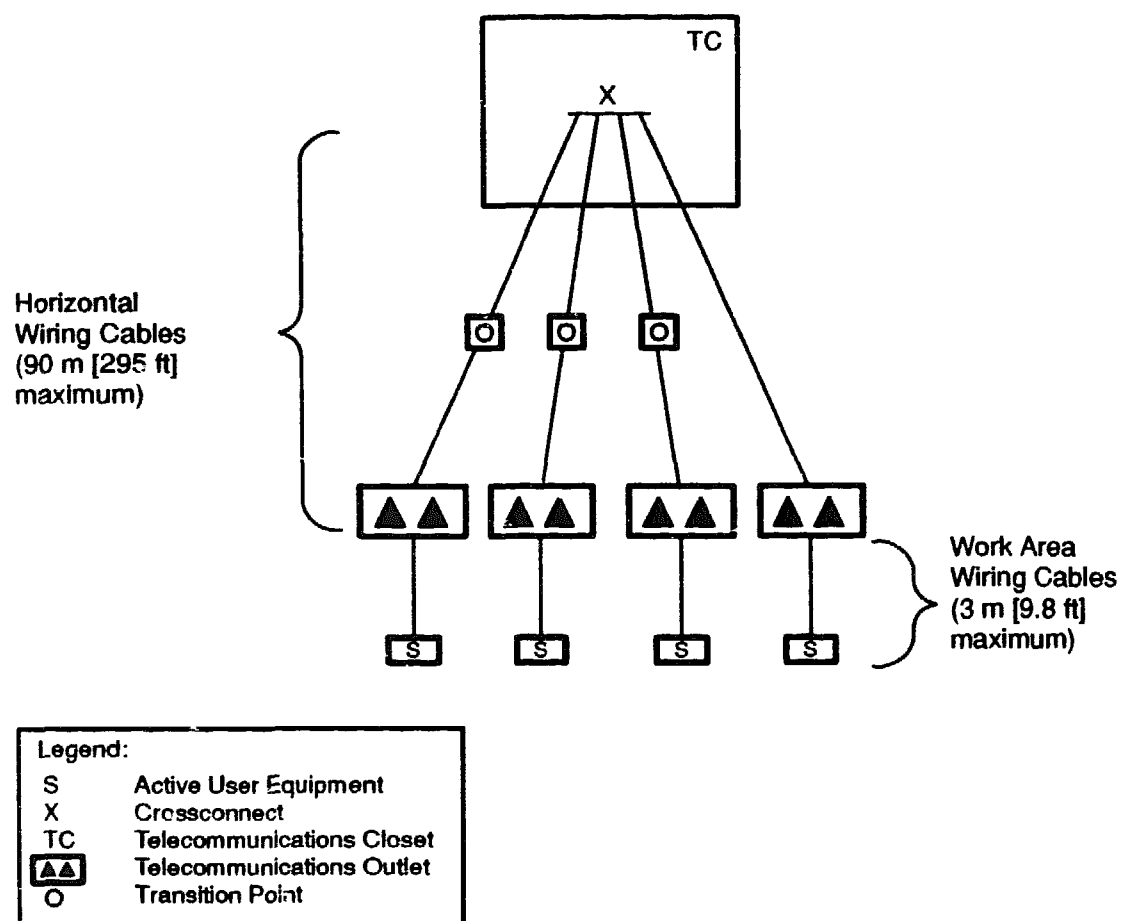 TC
X
Horizontal
Wiring Cables
(90 m [295 ft]
maximum)
O O O
Work Area
Wiring Cables
(3 m [9.8 ft]
maximum)
S S S S
Legend:
S Active User Equipment
X Crossconnect
TC Telecommunications Closet
Telecommunications Outlet
O Transition Point